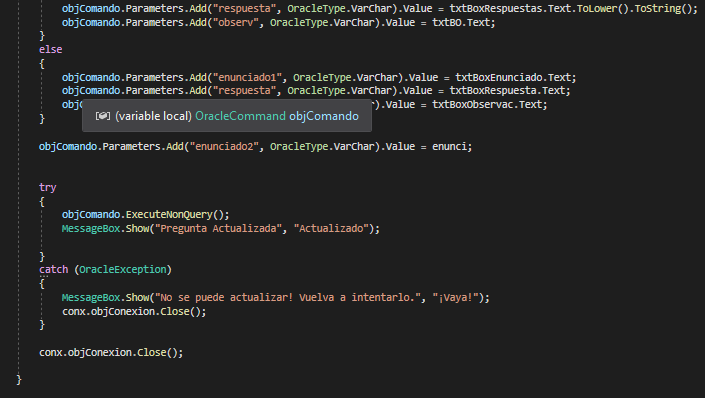 objComando.Parameters.Add("respuesta", OracleType.VarChar).Value = txtBoxRespuestas.Text.ToLower().ToString();
objComando.Parameters.Add("observ", OracleType.VarChar).Value = txtBO.Text;
}
else
{
objComando.Parameters.Add("enunciado1", OracleType.VarChar).Value = txtBoxEnunciado.Text;
objComando.Parameters.Add("respuesta", OracleType.VarChar).Value = txtBoxRespuesta.Text;
rChar).Value = txtBoxObservac.Text;
(variable local) OracleCommand objComando
}
objComando.Parameters.Add("enunciado2", OracleType.VarChar).Value = enunci;
try
{
objComando.ExecuteNonQuery();
MessageBox.Show("Pregunta Actualizada", "Actualizado");
}
catch (OracleException)
{
MessageBox.Show("No se puede actualizar! Vuelva a intentarlo.", "¡Vaya!");
conx.objConexion.Close();
}
conx.objConexion.Close();
}